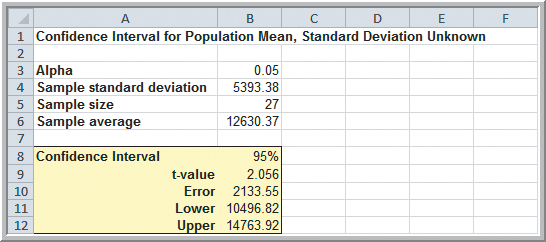 A B C D E F
1 Confidence Interval for Population Mean, Standard Deviation Unknown
2
3 Alpha 0.05
4 Sample standard deviation 5393.38
5 Sample size 27
6 Sample average 12630.37
7
8 Confidence Interval 95%
9 t-value 2.056
10 Error 2133.55
11 Lower 10496.82
12 Upper 14763.92